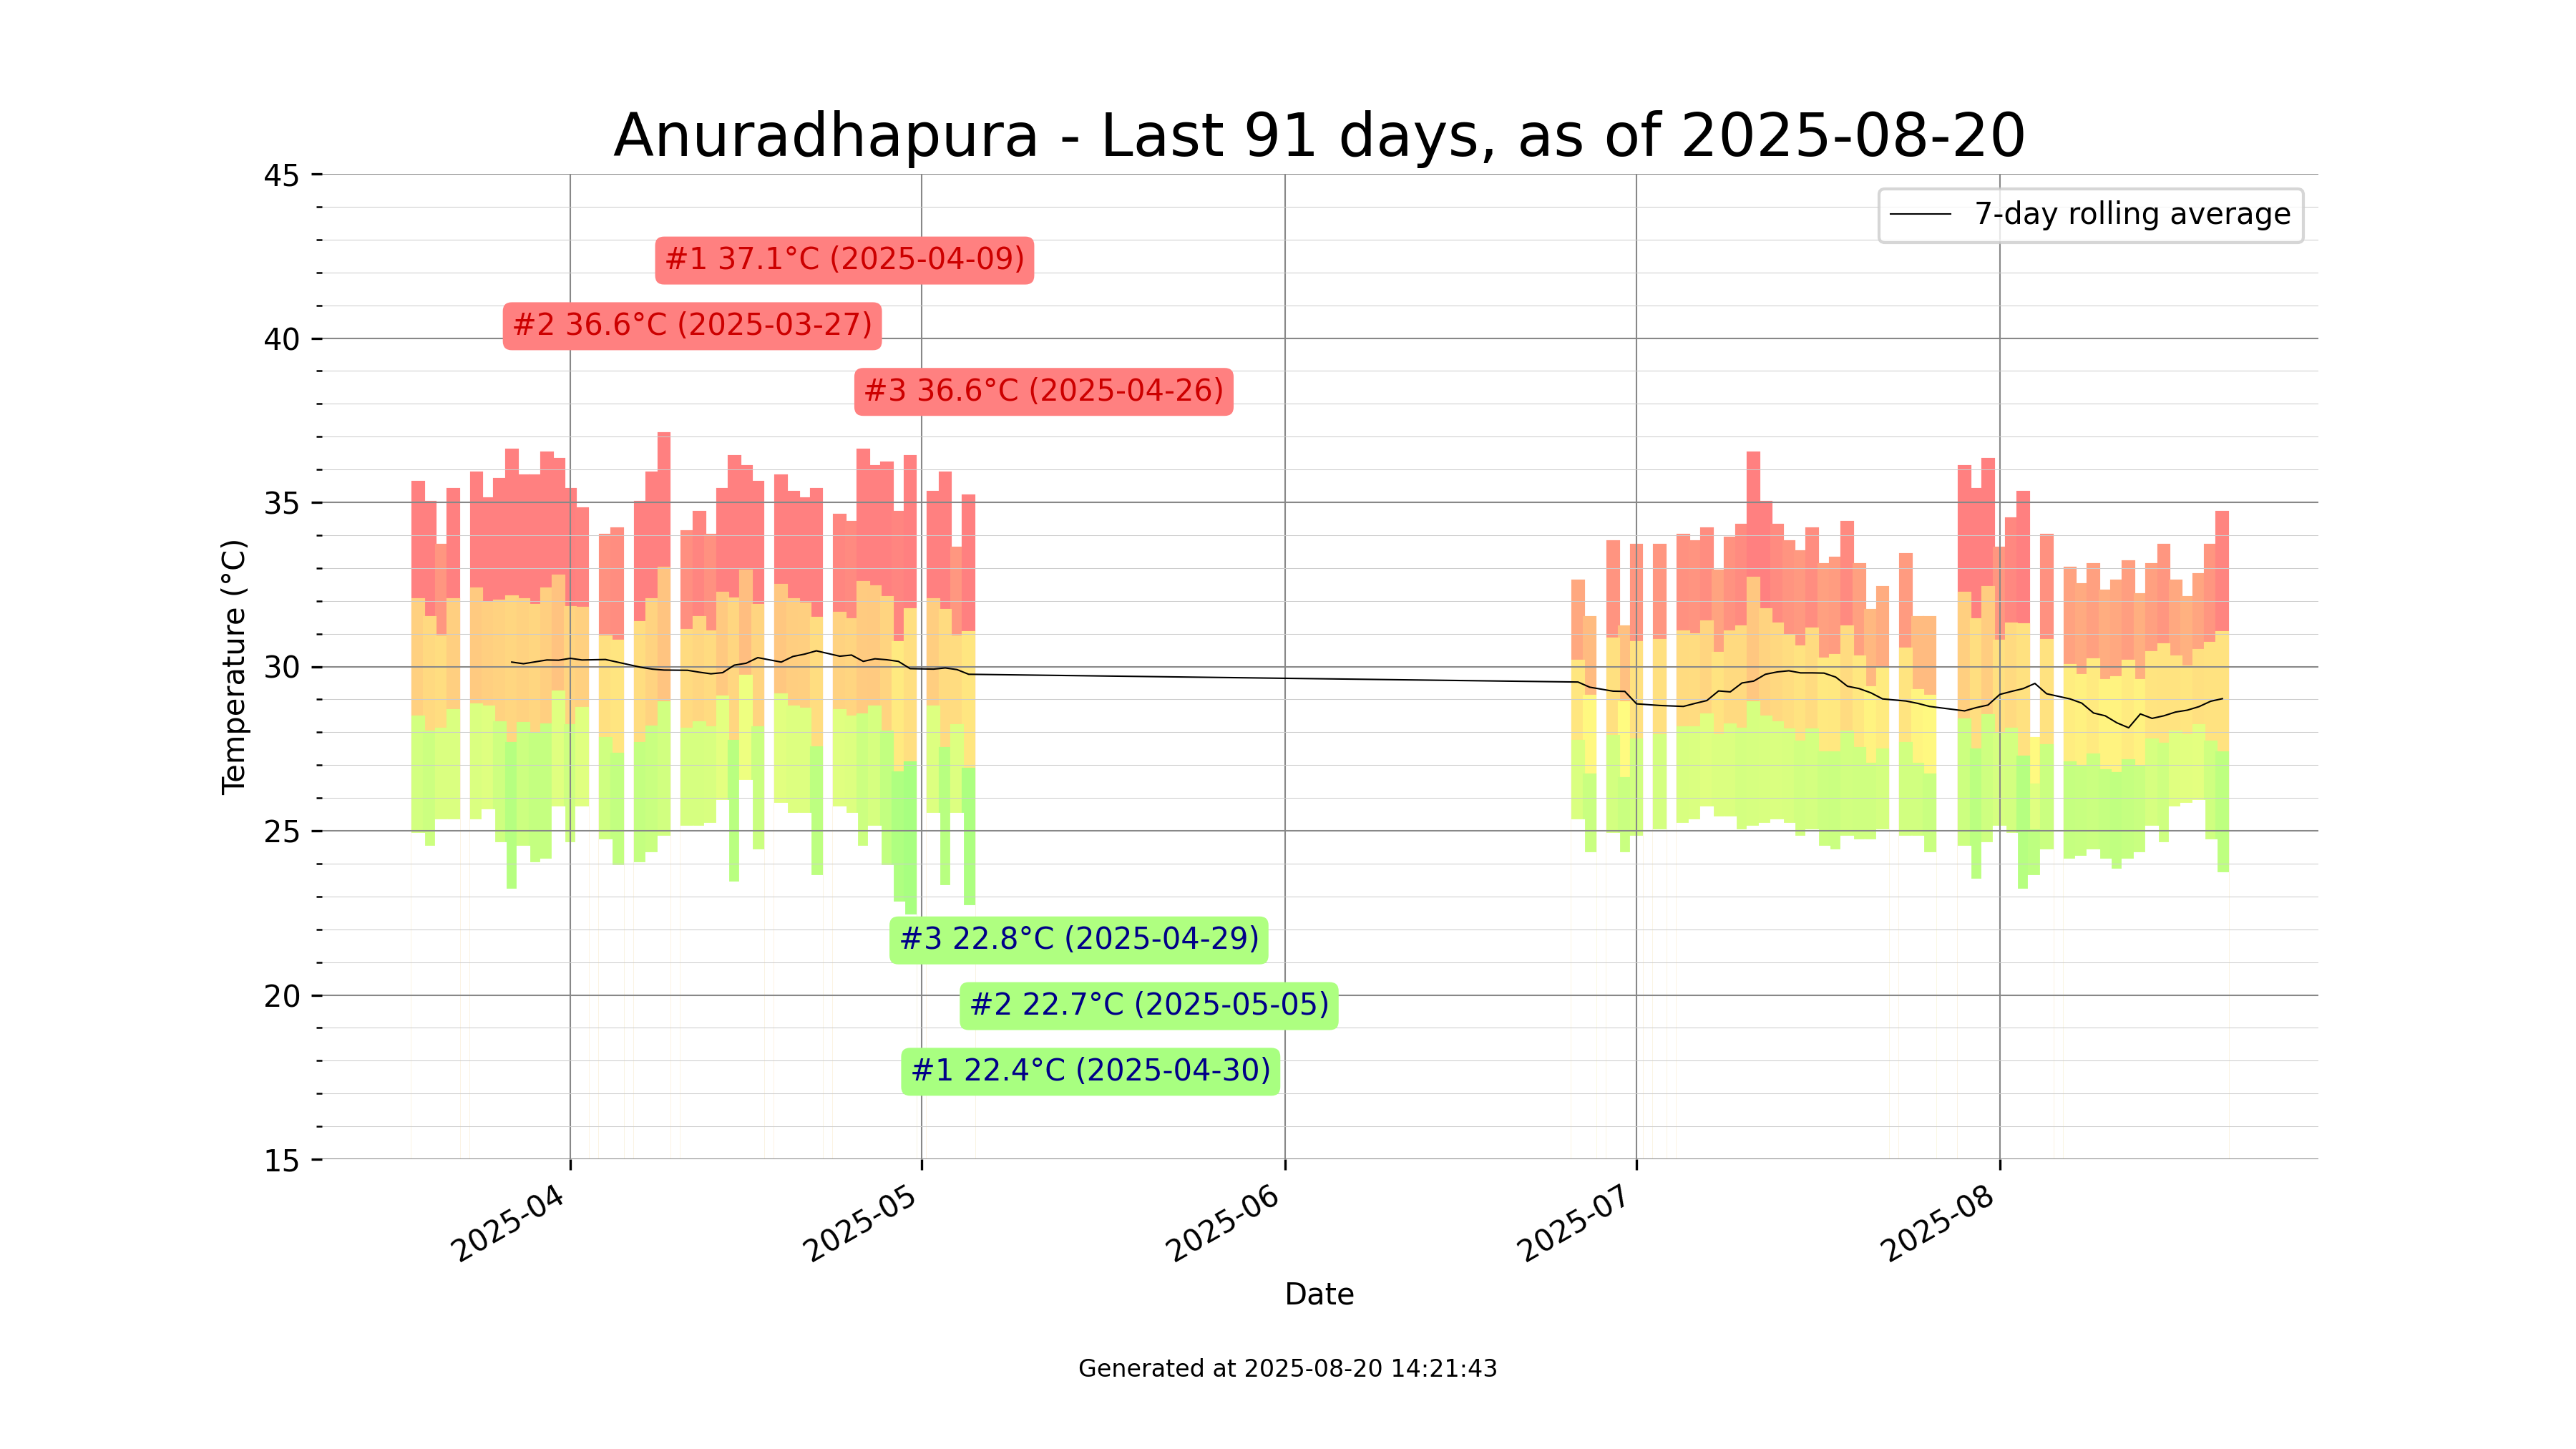 Anuradhapura - Last 91 days, as of 2025-08-20
7-day rolling average
#1 37.1°C (2025-04-09)
#2 36.6°C (2025-03-27)
#3 36.6°C (2025-04-26)
45
40
35
30
25
20
15
Temperature (°C)
#3 22.8°C (2025-04-29)
#2 22.7°C (2025-05-05)
#1 22.4°C (2025-04-30)
2025-04
2025-05
2025-06
2025-07
2025-08
Date
Generated at 2025-08-20 14:21:43